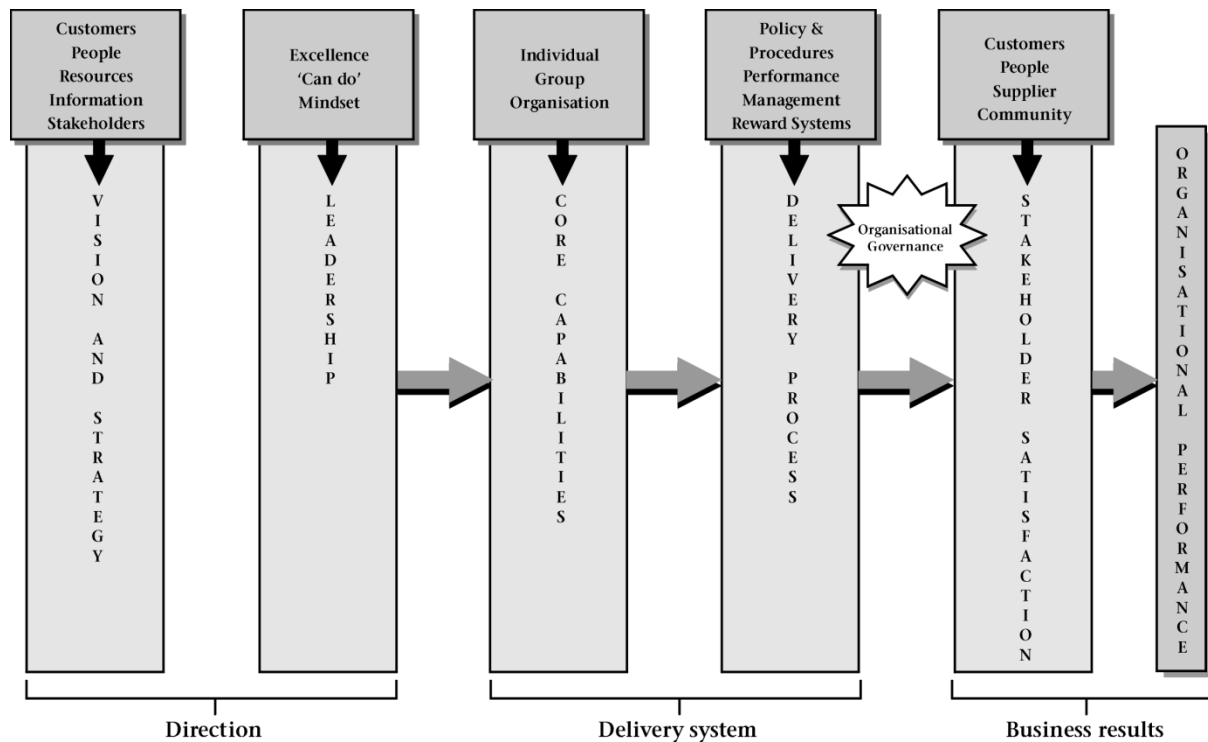 Customers
People
Resources
Information
Stakeholders
Excellence
‘Can do’
Mindset
Individual
Group
Organisation
Policy &
Procedures
Performance
Management
Reward Systems
Customers
People
Supplier
Community
VISION AND STRATEGY
LEADERSHIP
CORE CAPABILITIES
DELIVERY PROCESS
Organisational
Governance
STAKEHOLDER SATISFACTION
ORGANISATIONAL PERFORMANCE
Direction
Delivery system
Business results